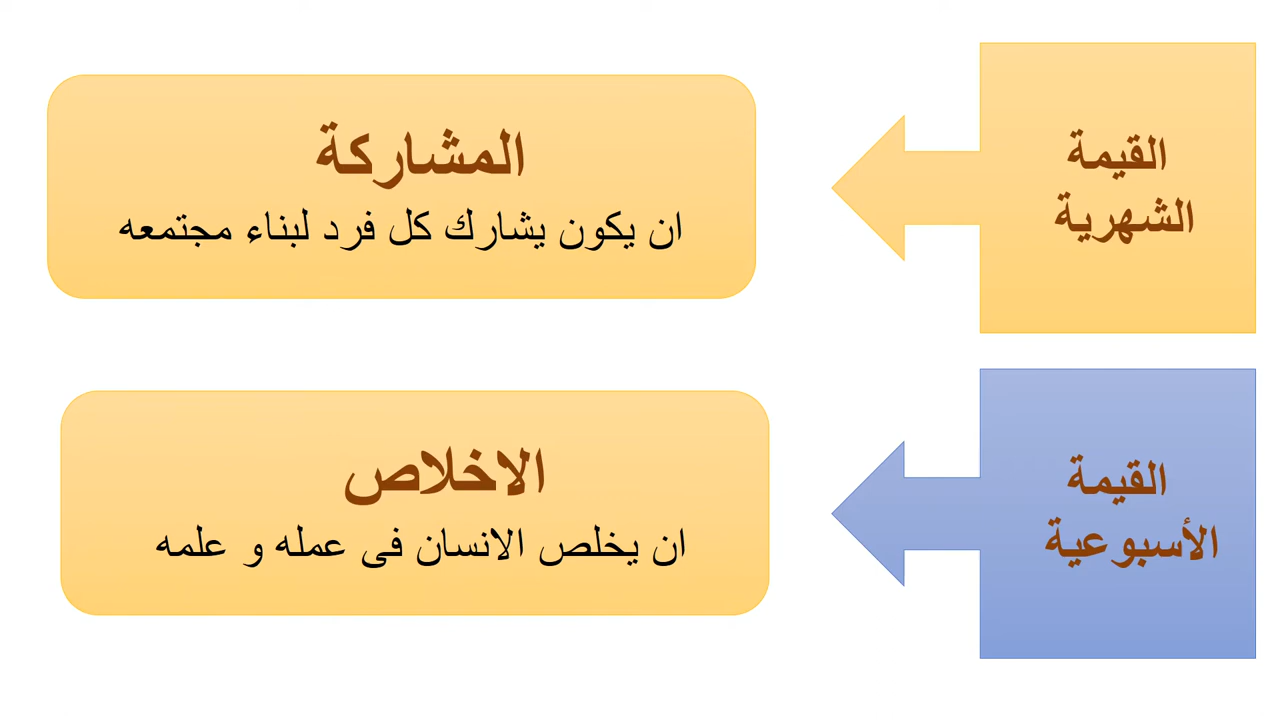 القيمة
الشهرية
المشاركة
ان يكون يشارك كل فرد لبناء مجتمعه
القيمة
الأسبوعية
الاخلاص
ان يخلص الانسان فى عمله و علمه